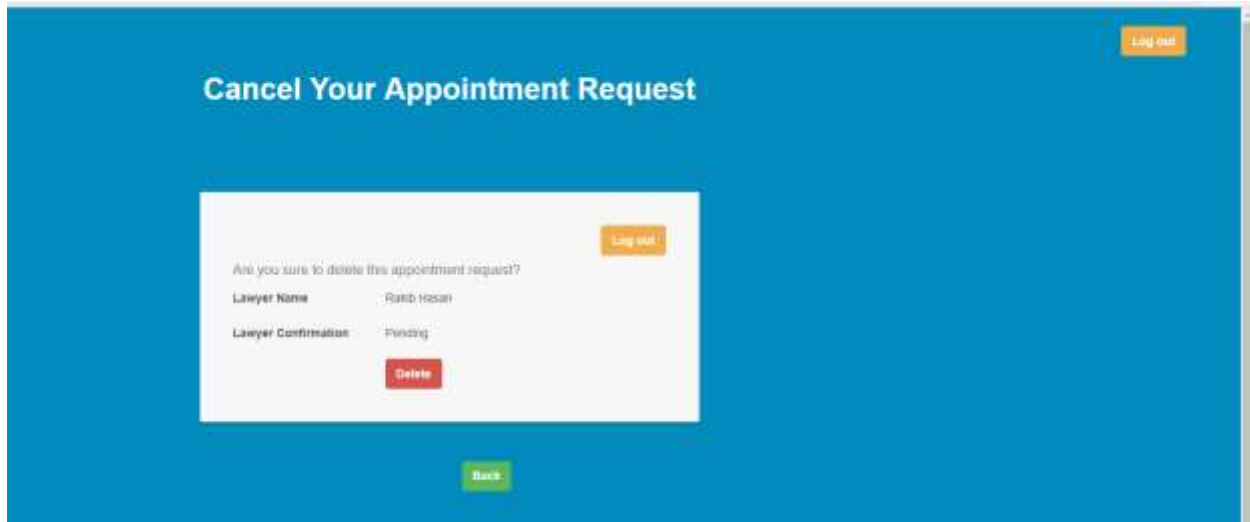 Log out
Cancel Your Appointment Request
Log out
Are you sure to delete this appointment request?
Lawyer Name Rakib Hasan
Lawyer Confirmation Pending
Delete
Back